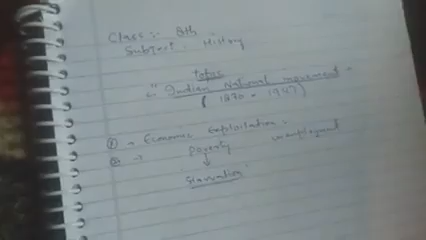 Class :- 8th
Subject :- History
Topic
" Indian National movement "
( 1870 - 1947 )
① → Economic Exploitation -
② → poverty unemployment
↓
Starvation